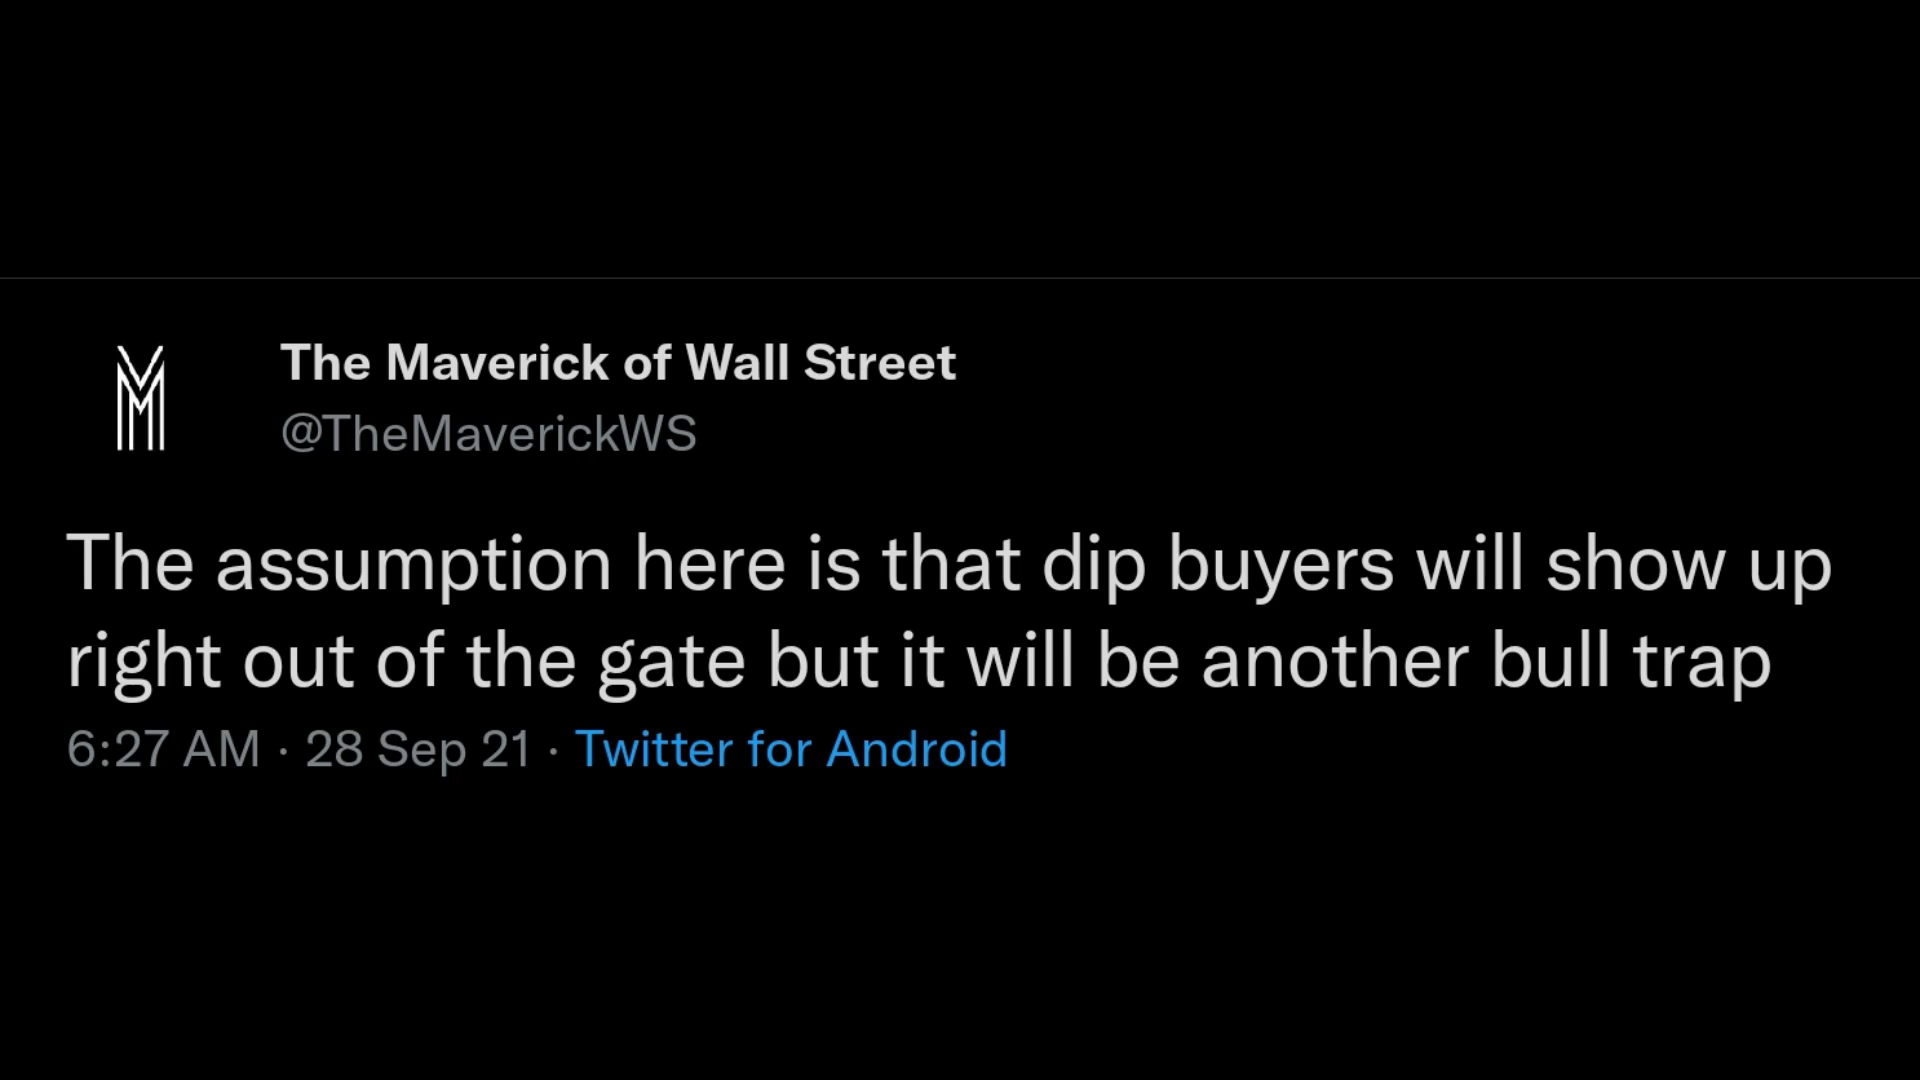 The Maverick of Wall Street
@TheMaverickWS
The assumption here is that dip buyers will show up
right out of the gate but it will be another bull trap
6:27 AM · 28 Sep 21 · Twitter for Android